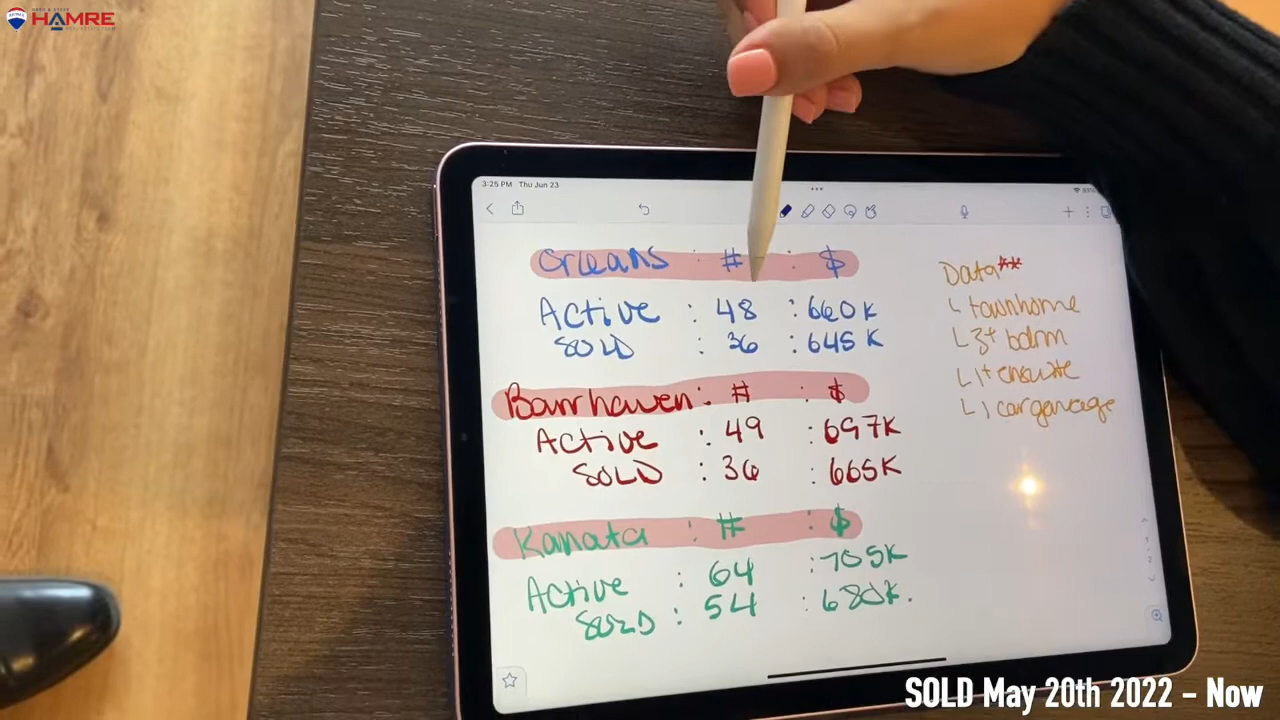 HAMRE
3:25 PM Thu Jun 23
Orleans : # : $
Active : 48 : 660K
SOLD : 36 : 645K
Barrhaven : # : $
Active : 49 : 697K
SOLD : 36 : 665K
Kanata : # : $
Active : 64 : 705K
SOLD : 54 : 680K.
Data**
townhome
3+ bdrm
1+ ensuite
1 car garage
SOLD May 20th 2022 - Now